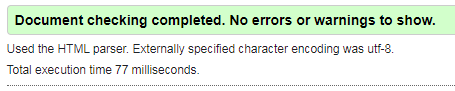 Document checking completed. No errors or warnings to show.
Used the HTML parser. Externally specified character encoding was utf-8.
Total execution time 77 milliseconds.